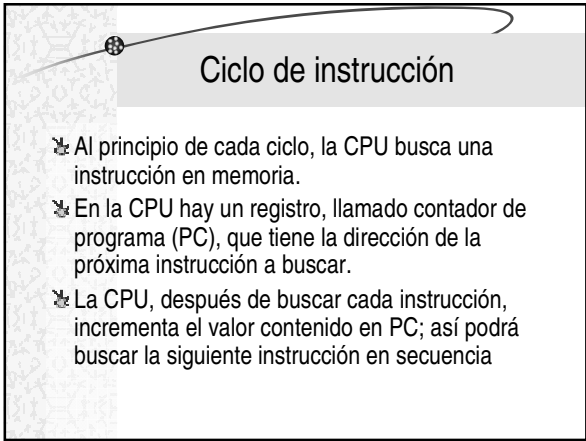 Ciclo de instrucción
Al principio de cada ciclo, la CPU busca una
instrucción en memoria.
En la CPU hay un registro, llamado contador de
programa (PC), que tiene la dirección de la
próxima instrucción a buscar.
La CPU, después de buscar cada instrucción,
incrementa el valor contenido en PC; así podrá
buscar la siguiente instrucción en secuencia